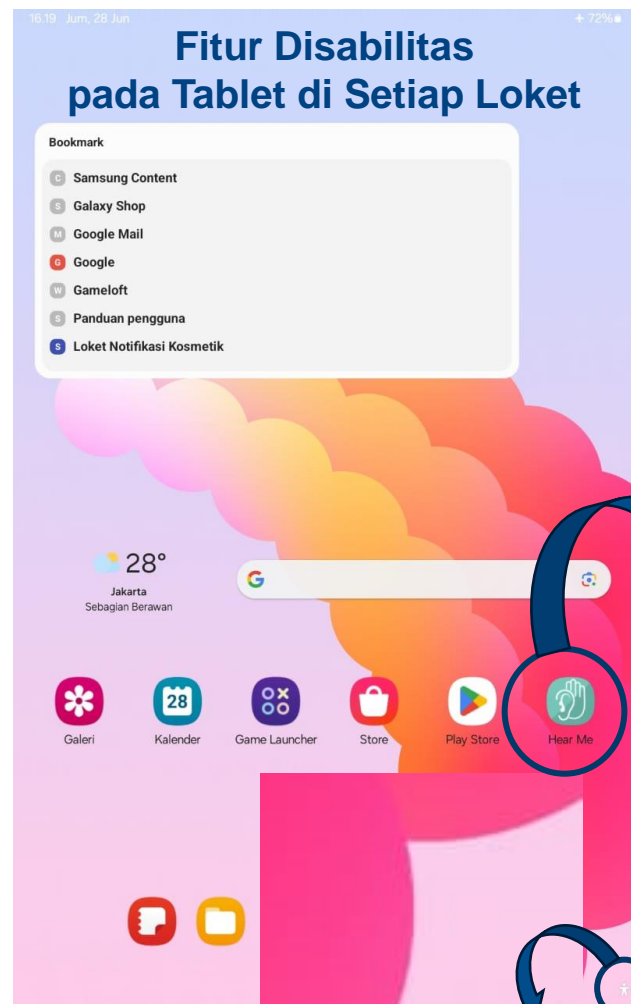 16.19 Jum, 28 Jun
72%
Fitur Disabilitas
pada Tablet di Setiap Loket
Bookmark
C Samsung Content
S Galaxy Shop
M Google Mail
G Google
W Gameloft
S Panduan pengguna
S Loket Notifikasi Kosmetik
28°
Jakarta
Sebagian Berawan
G
28
Galeri Kalender Game Launcher Store Play Store Hear Me